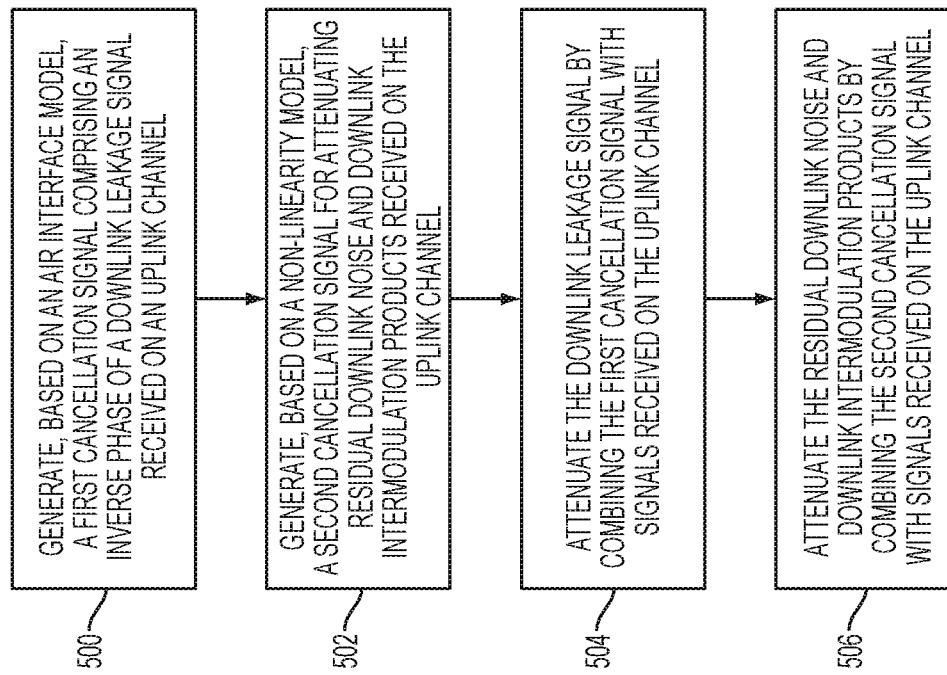 500
GENERATE, BASED ON AN AIR INTERFACE MODEL,
A FIRST CANCELLATION SIGNAL COMPRISING AN
INVERSE PHASE OF A DOWNLINK LEAKAGE SIGNAL
RECEIVED ON AN UPLINK CHANNEL
502
GENERATE, BASED ON A NON-LINEARITY MODEL,
A SECOND CANCELLATION SIGNAL FOR ATTENUATING
RESIDUAL DOWNLINK NOISE AND DOWNLINK
INTERMODULATION PRODUCTS RECEIVED ON THE
UPLINK CHANNEL
504
ATTENUATE THE DOWNLINK LEAKAGE SIGNAL BY
COMBINING THE FIRST CANCELLATION SIGNAL WITH
SIGNALS RECEIVED ON THE UPLINK CHANNEL
506
ATTENUATE THE RESIDUAL DOWNLINK NOISE AND
DOWNLINK INTERMODULATION PRODUCTS BY
COMBINING THE SECOND CANCELLATION SIGNAL
WITH SIGNALS RECEIVED ON THE UPLINK CHANNEL